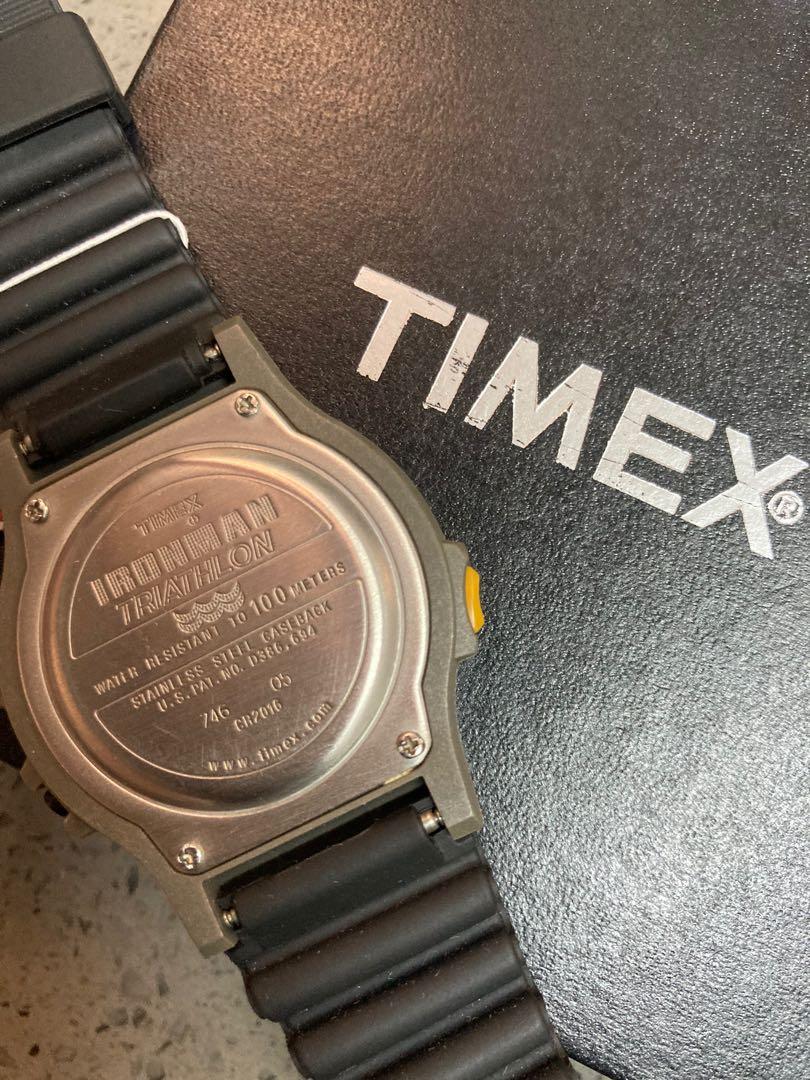 TIMEX®
TIMEX
®
IRONMAN
TRIATHLON
WATER RESISTANT TO 100 METERS
STAINLESS STEEL CASEBACK
U.S. PAT. NO. D386,694
746 05
CR2016
www.timex.com